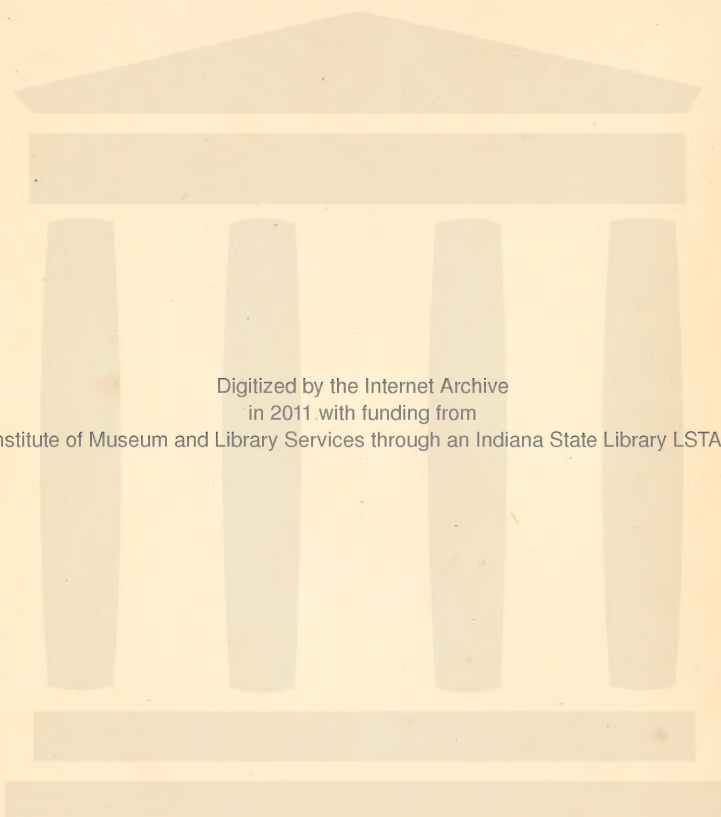 Digitized by the Internet Archive
in 2011 with funding from
nstitute of Museum and Library Services through an Indiana State Library LSTA